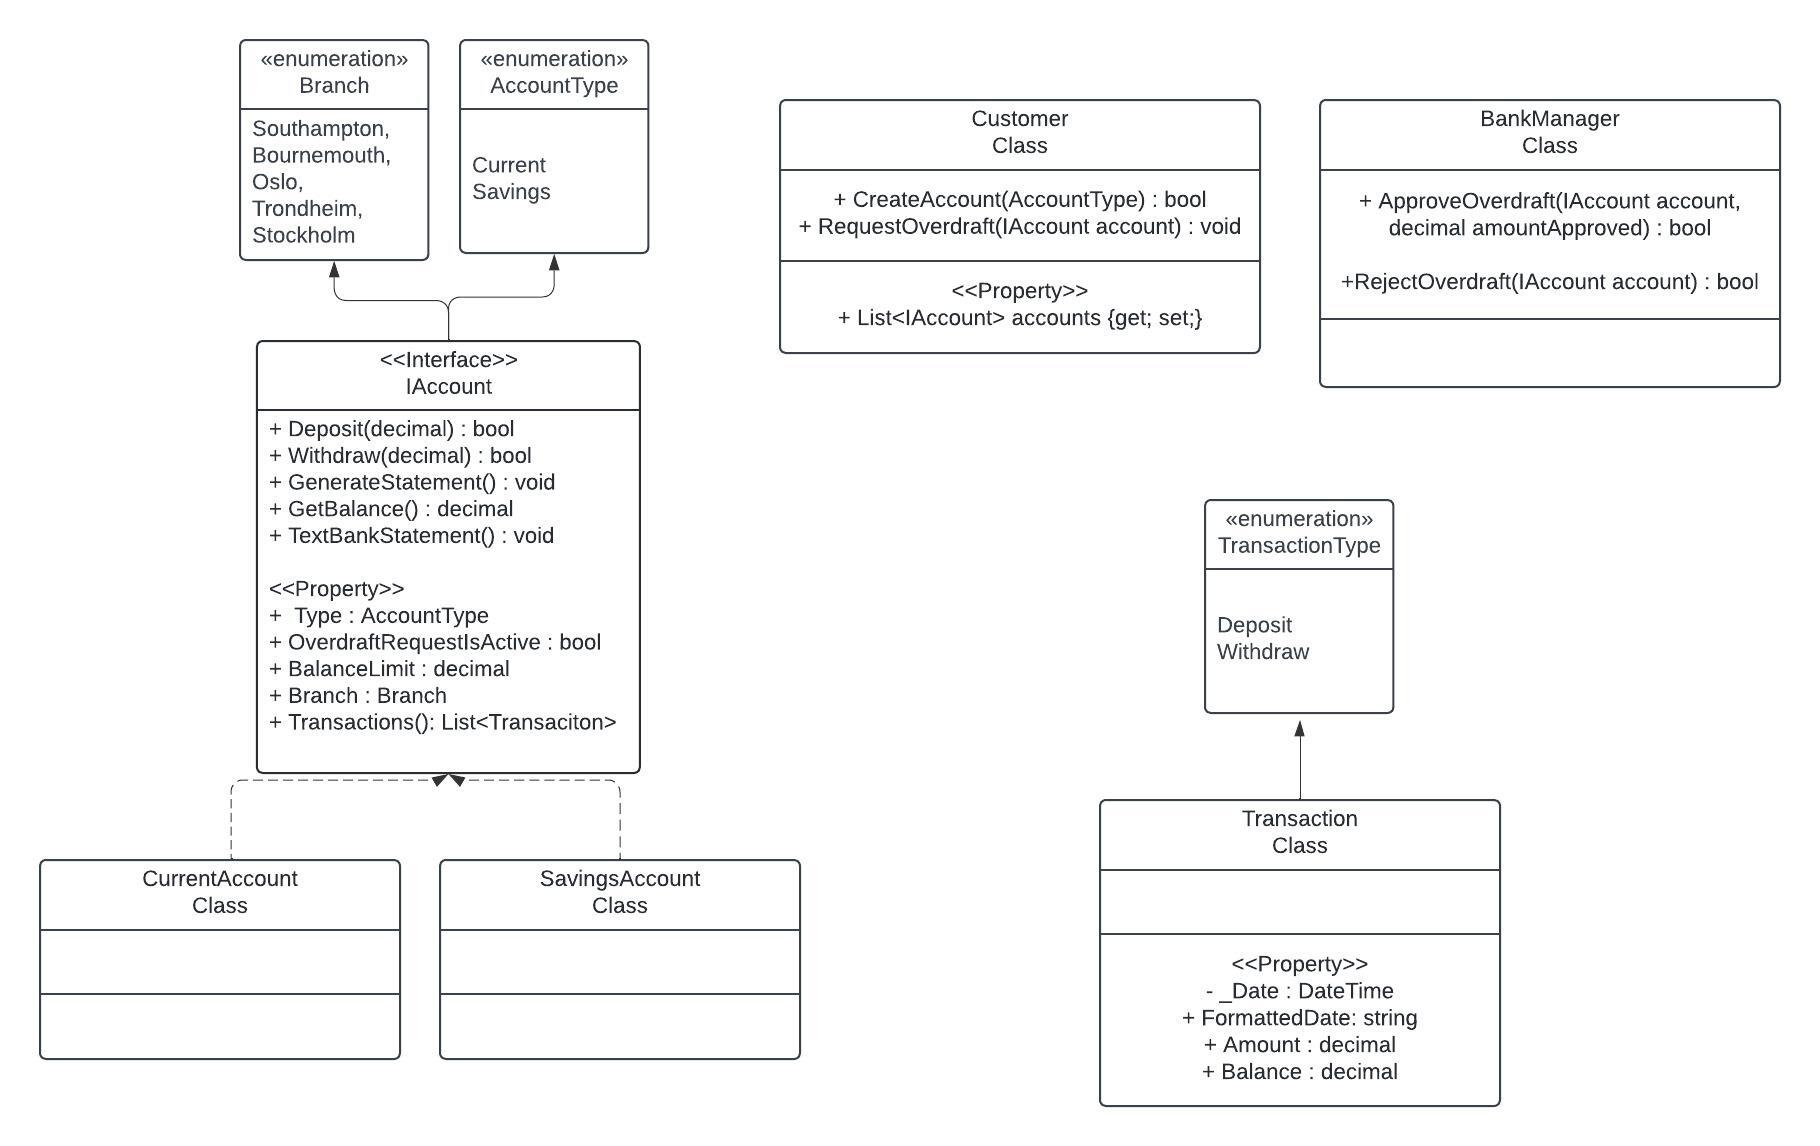 «enumeration»
Branch
Southampton,
Bournemouth,
Oslo,
Trondheim,
Stockholm
«enumeration»
AccountType
Current
Savings
Customer
Class
+ CreateAccount(AccountType) : bool
+ RequestOverdraft(IAccount account) : void
<<Property>>
+ List<IAccount> accounts {get; set;}
BankManager
Class
+ ApproveOverdraft(IAccount account,
decimal amountApproved) : bool
+RejectOverdraft(IAccount account) : bool
<<Interface>>
IAccount
+ Deposit(decimal) : bool
+ Withdraw(decimal) : bool
+ GenerateStatement() : void
+ GetBalance() : decimal
+ TextBankStatement() : void
<<Property>>
+  Type : AccountType
+ OverdraftRequestIsActive : bool
+ BalanceLimit : decimal
+ Branch : Branch
+ Transactions(): List<Transaciton>
«enumeration»
TransactionType
Deposit
Withdraw
CurrentAccount
Class
SavingsAccount
Class
Transaction
Class
<<Property>>
- _Date : DateTime
+ FormattedDate: string
+ Amount : decimal
+ Balance : decimal